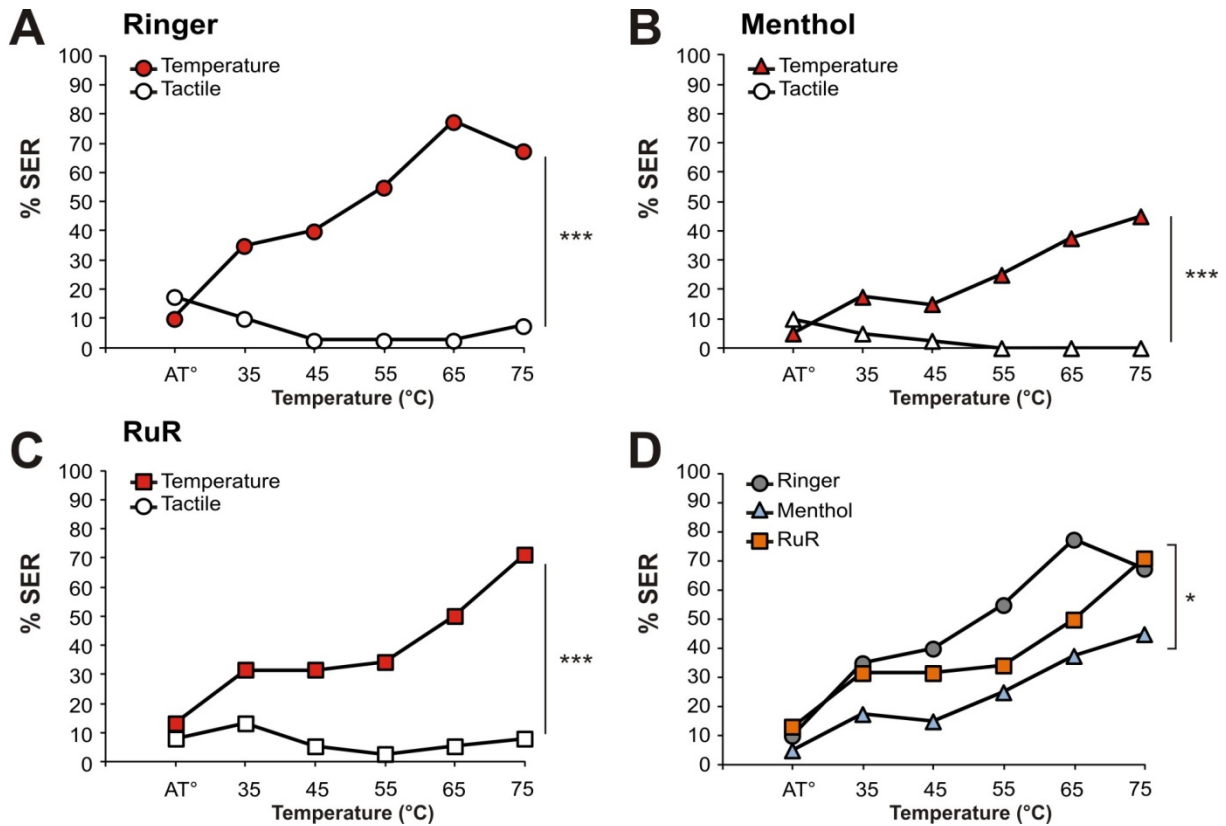 A
Ringer
Temperature
Tactile
100
90
80
70
60
50
40
30
20
10
0
% SER
AT° 35 45 55 65 75
Temperature (°C)
***
B
Menthol
Temperature
Tactile
100
90
80
70
60
50
40
30
20
10
0
% SER
AT° 35 45 55 65 75
Temperature (°C)
***
C
RuR
Temperature
Tactile
100
90
80
70
60
50
40
30
20
10
0
% SER
AT° 35 45 55 65 75
Temperature (°C)
***
D
Ringer
Menthol
RuR
100
90
80
70
60
50
40
30
20
10
0
% SER
AT° 35 45 55 65 75
Temperature (°C)
*